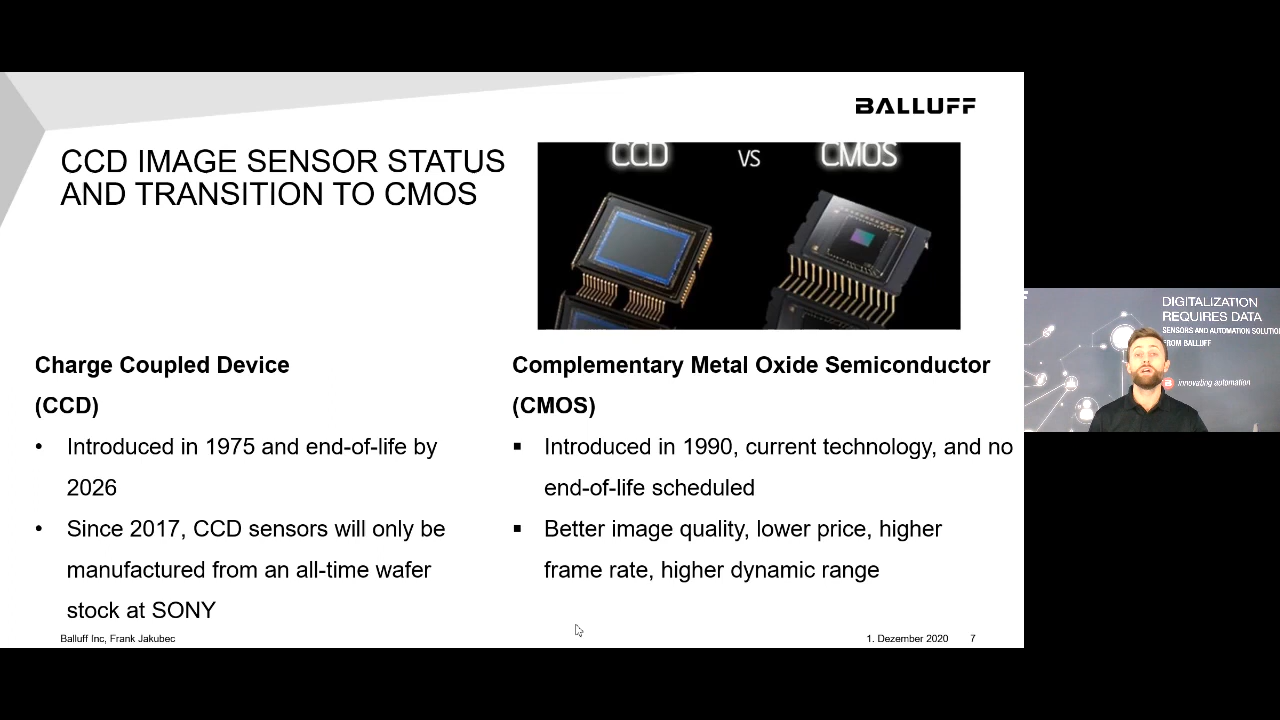 BALLUFF
CCD IMAGE SENSOR STATUS
AND TRANSITION TO CMOS
CCD VS CMOS
Charge Coupled Device
(CCD)
• Introduced in 1975 and end-of-life by
2026
• Since 2017, CCD sensors will only be
manufactured from an all-time wafer
stock at SONY
Complementary Metal Oxide Semiconductor
(CMOS)
▪ Introduced in 1990, current technology, and no
end-of-life scheduled
▪ Better image quality, lower price, higher
frame rate, higher dynamic range
Balluff Inc, Frank Jakubec
1. Dezember 2020 7
DIGITALIZATION
REQUIRES DATA
SENSORS AND AUTOMATION SOLUTIO
FROM BALLUFF
innovating automation